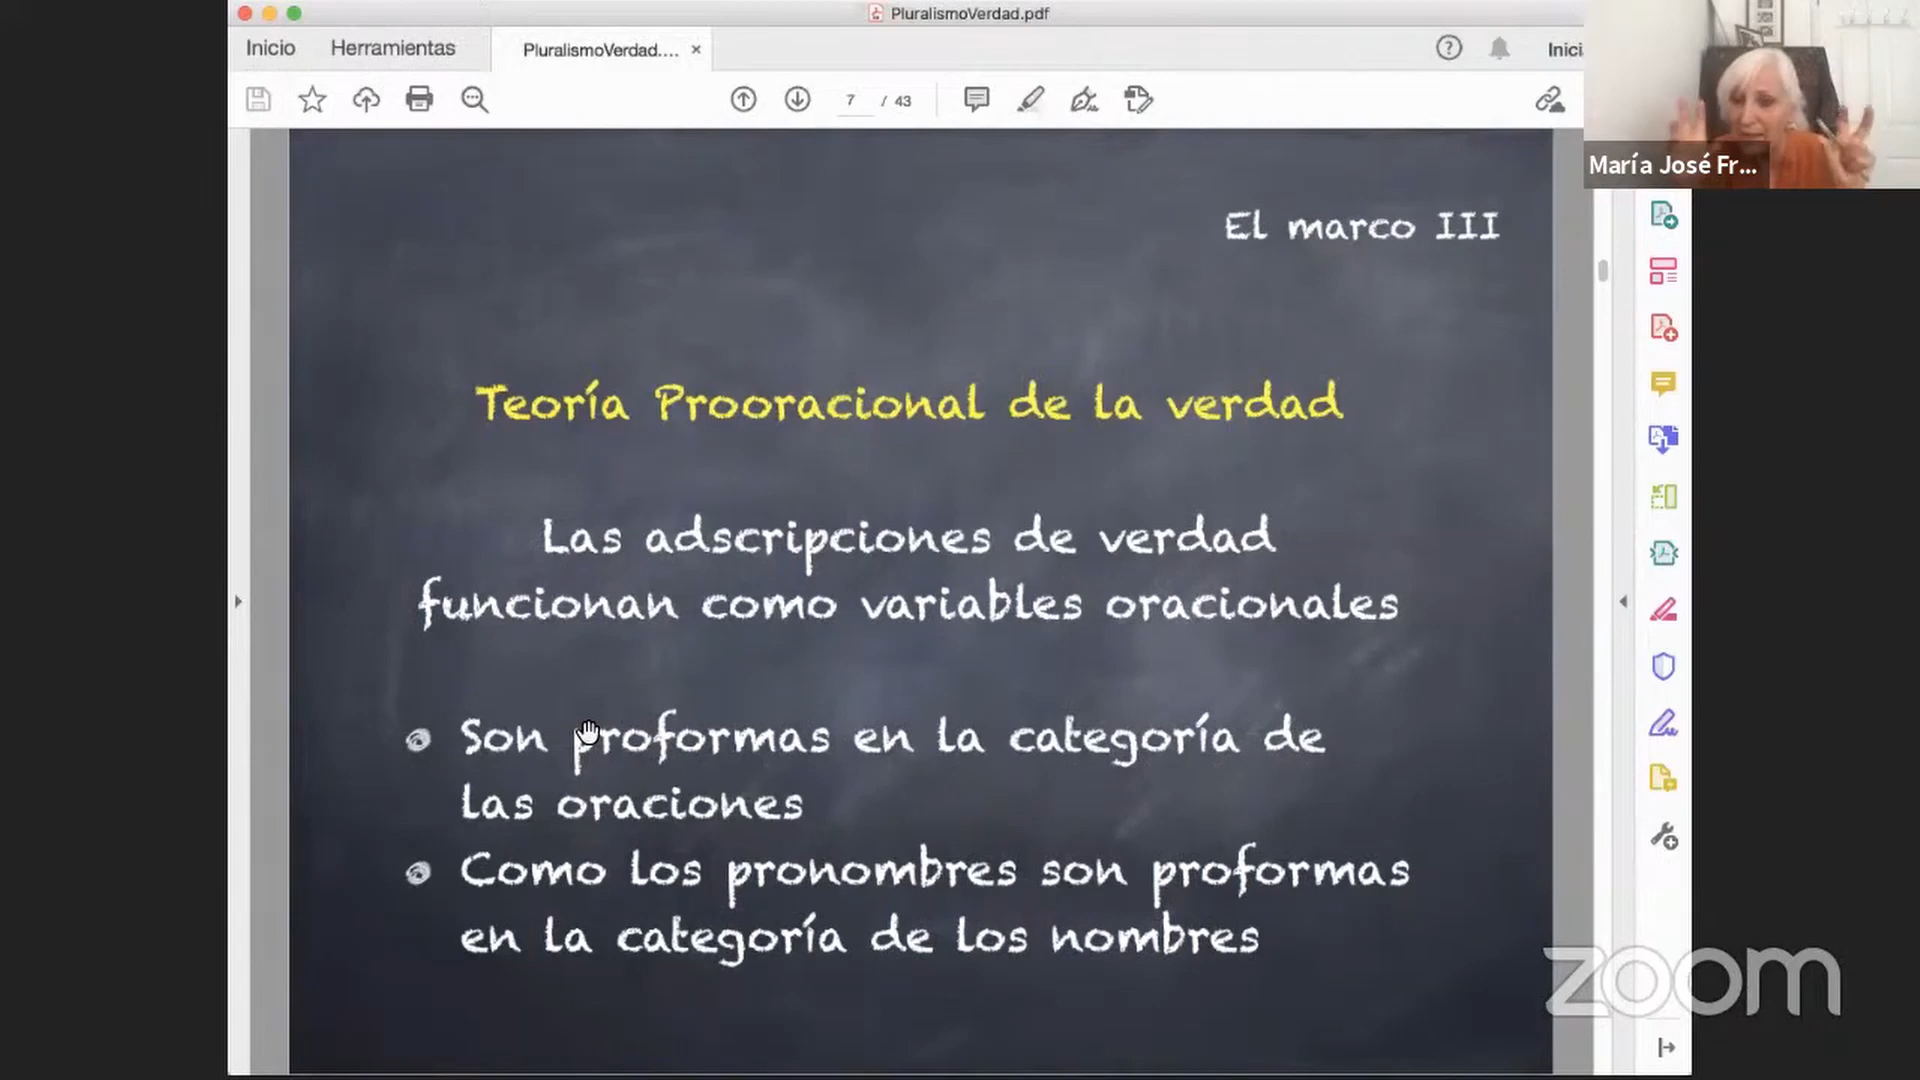 PluralismoVerdad.pdf
Inicio Herramientas PluralismoVerdad.... × Inici
7 / 43
María José Fr...
El marco III
Teoría Prooracional de la verdad
Las adscripciones de verdad
funcionan como variables oracionales
Son proformas en la categoría de
las oraciones
Como los pronombres son proformas
en la categoría de los nombres
zoom